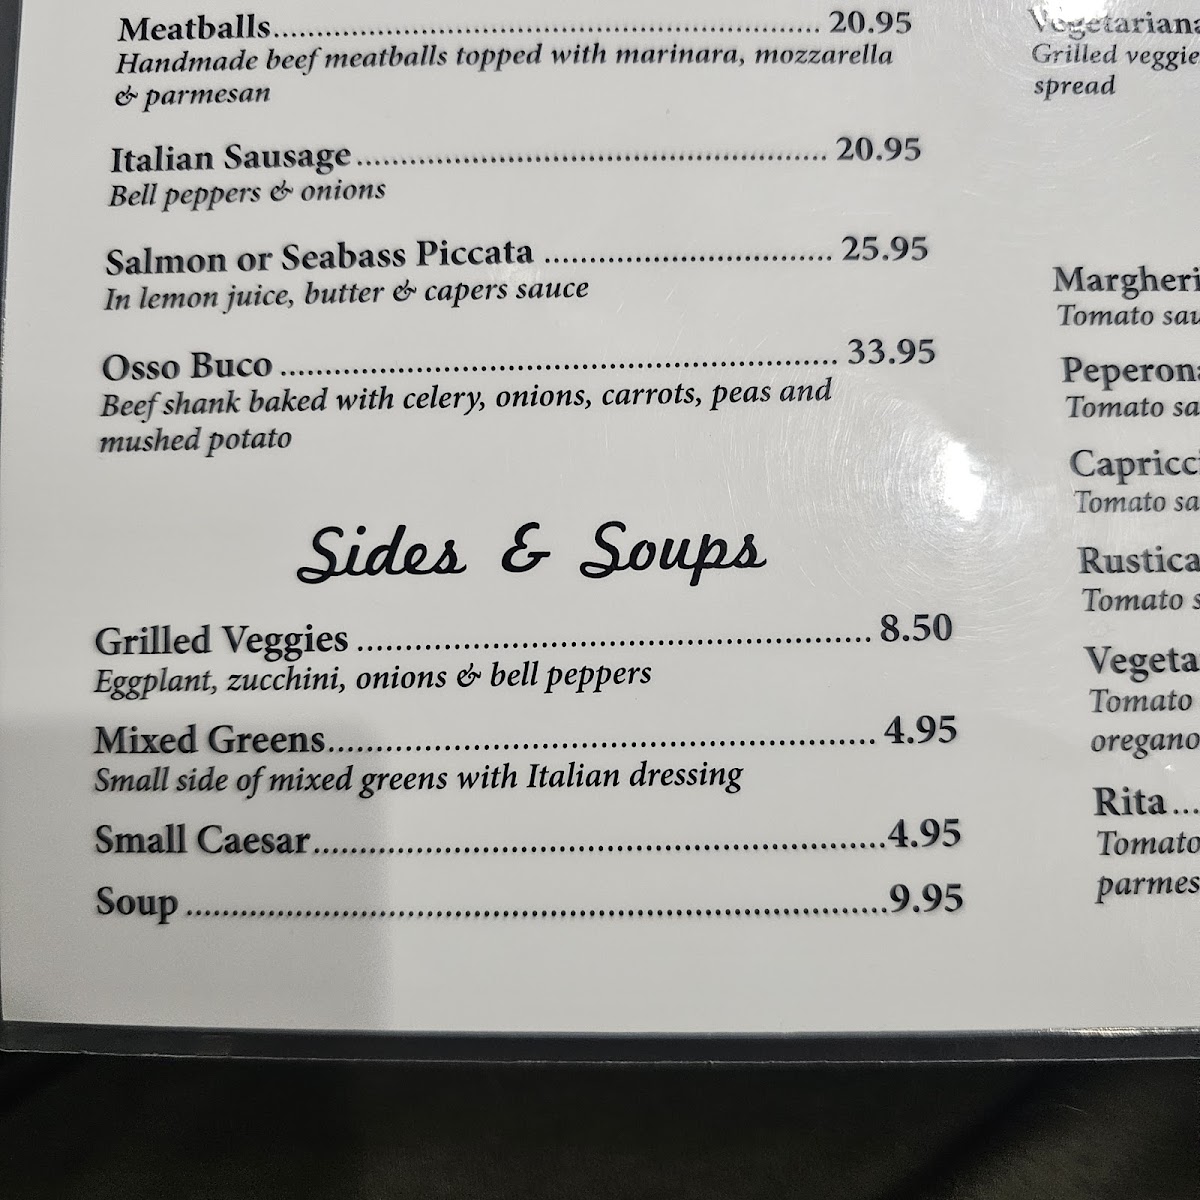 Meatballs............................................................. 20.95
Handmade beef meatballs topped with marinara, mozzarella
& parmesan
Italian Sausage.................................................... 20.95
Bell peppers & onions
Salmon or Seabass Piccata ................................ 25.95
In lemon juice, butter & capers sauce
Osso Buco .............................................................. 33.95
Beef shank baked with celery, onions, carrots, peas and
mushed potato
Sides & Soups
Grilled Veggies ........................................................ 8.50
Eggplant, zucchini, onions & bell peppers
Mixed Greens............................................................ 4.95
Small side of mixed greens with Italian dressing
Small Caesar...............................................................4.95
Soup .............................................................................9.95
Grilled
spread
Tomato
Tomato
Tomato
Rustica
Tomato
Tomato
oregano
Rita...